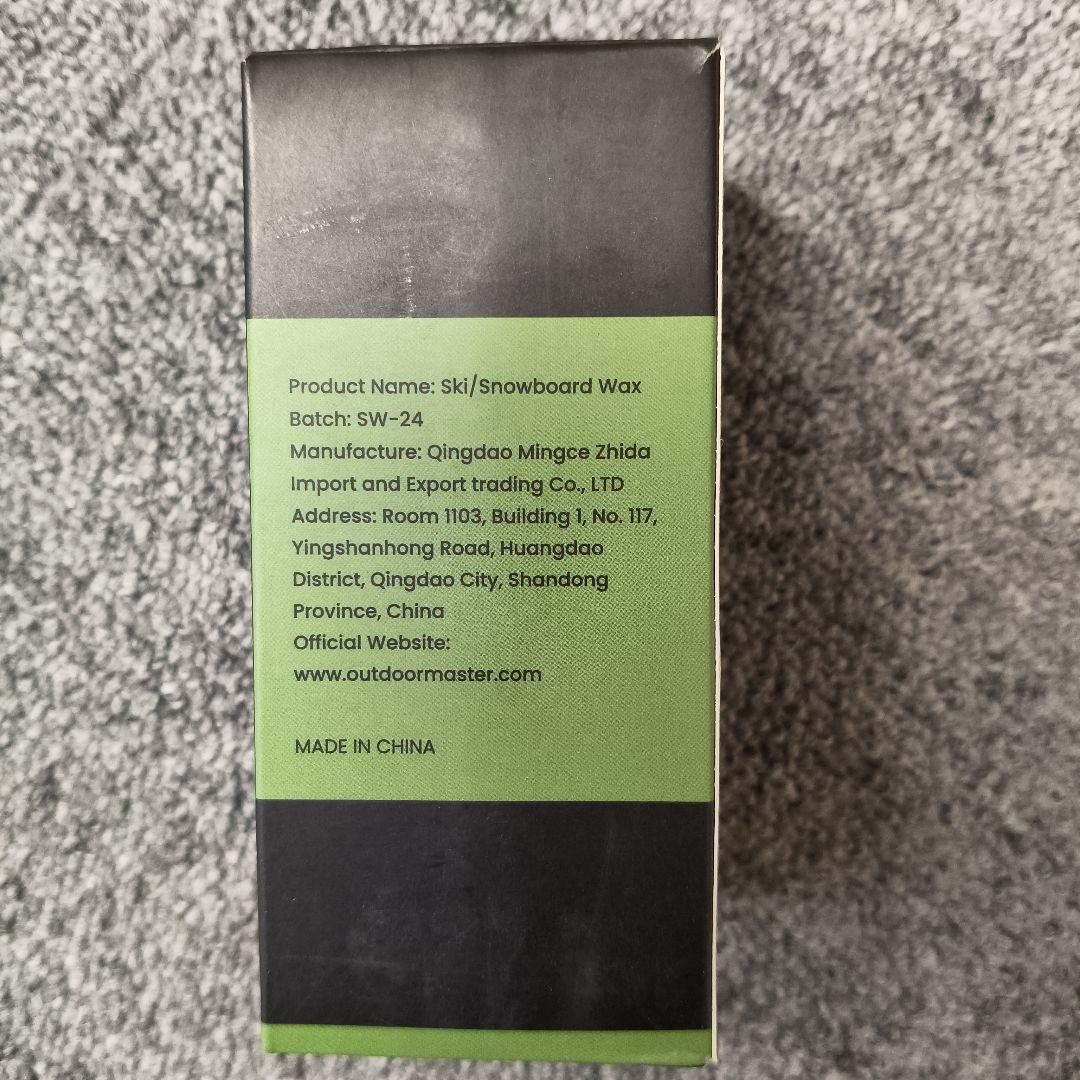 Product Name: Ski/Snowboard Wax
Batch: SW-24
Manufacture: Qingdao Mingce Zhida
Import and Export trading Co., LTD
Address: Room 1103, Building 1, No. 117,
Yingshanhong Road, Huangdao
District, Qingdao City, Shandong
Province, China
Official Website:
www.outdoormaster.com
MADE IN CHINA